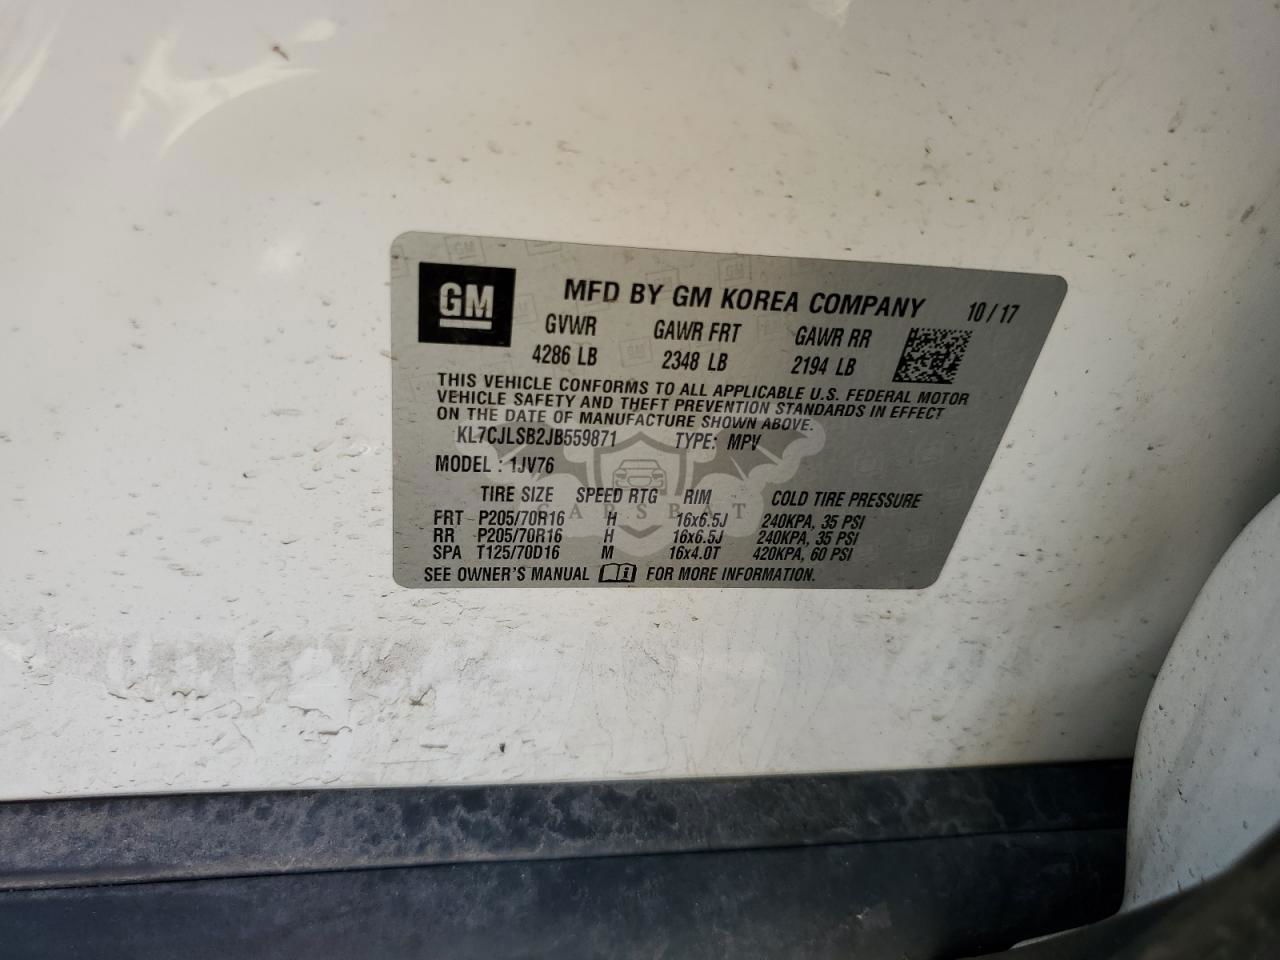 GM MFD BY GM KOREA COMPANY 10/17
GVWR GAWR FRT GAWR RR
4286 LB 2348 LB 2194 LB
THIS VEHICLE CONFORMS TO ALL APPLICABLE U.S. FEDERAL MOTOR
VEHICLE SAFETY AND THEFT PREVENTION STANDARDS IN EFFECT
ON THE DATE OF MANUFACTURE SHOWN ABOVE.
KL7CJLSB2JB559871 TYPE: MPV
MODEL : 1JV76
TIRE SIZE SPEED RTG RIM COLD TIRE PRESSURE
CARSBAT
FRT P205/70R16 H 16x6.5J 240KPA, 35 PSI
RR P205/70R16 H 16x6.5J 240KPA, 35 PSI
SPA T125/70D16 M 16x4.0T 420KPA, 60 PSI
SEE OWNER'S MANUAL FOR MORE INFORMATION.